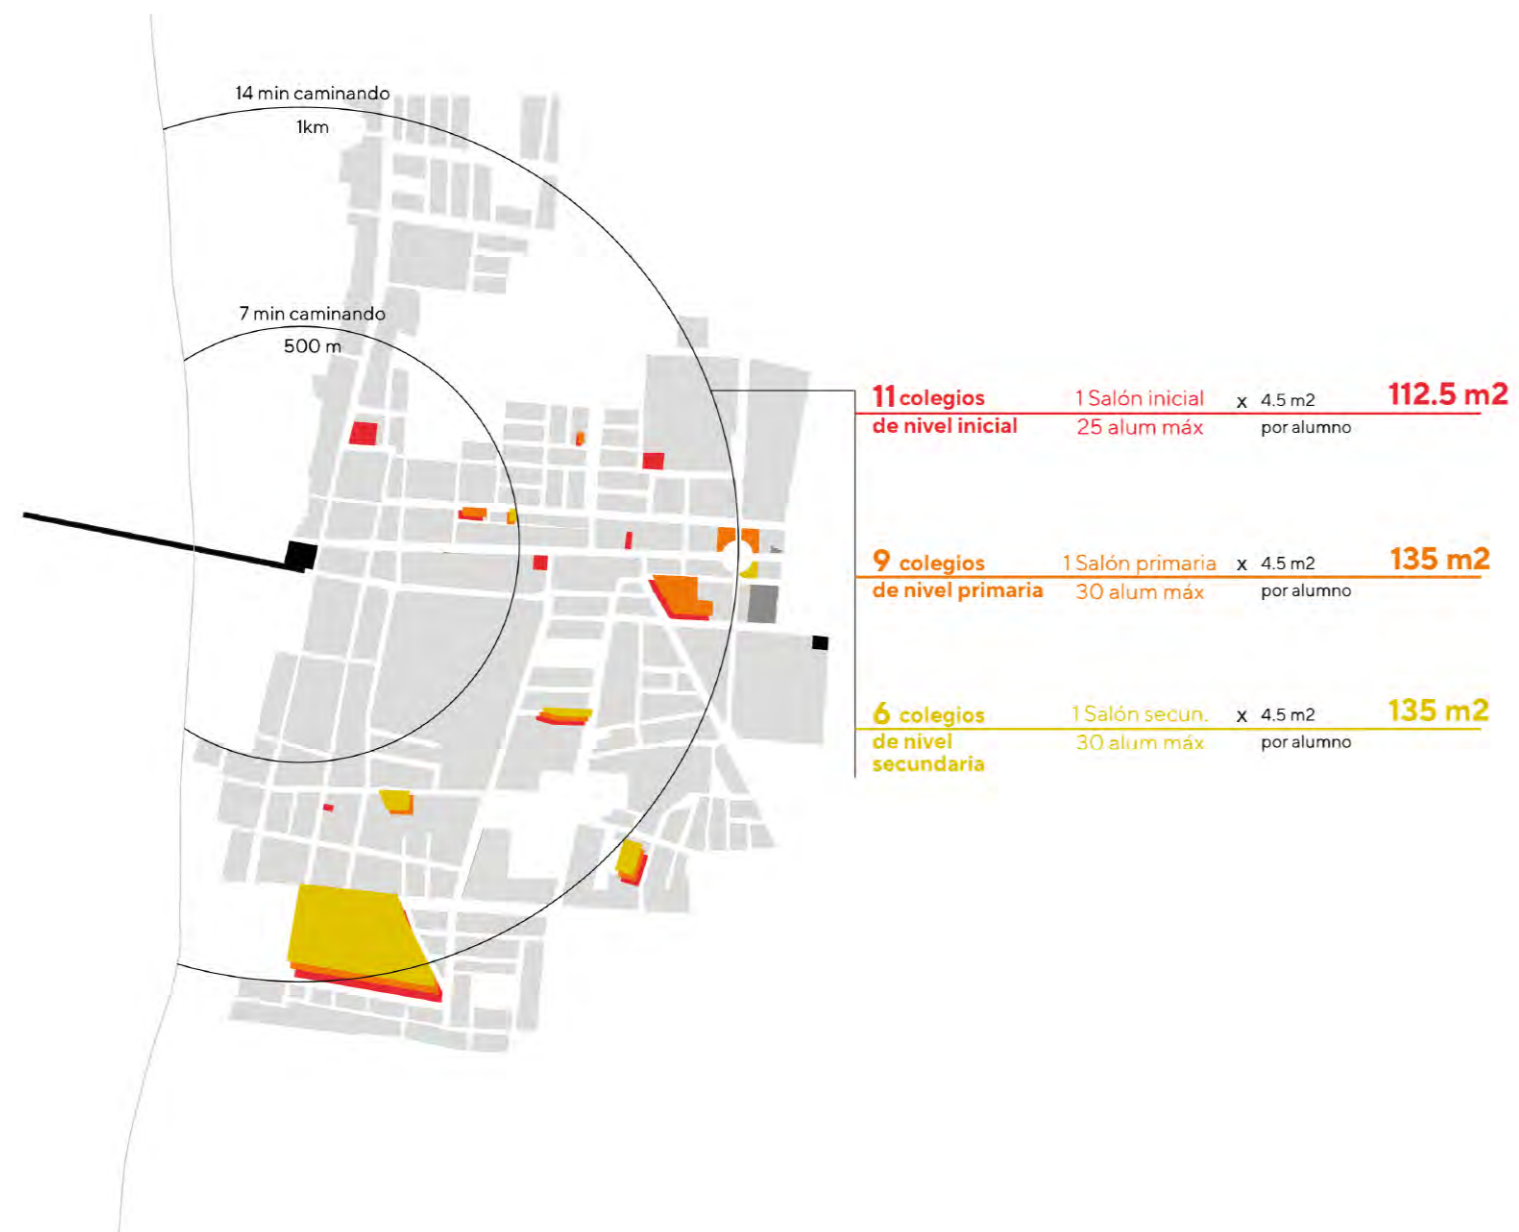 14 min caminando
1km
7 min caminando
500 m
11 colegios
de nivel inicial
1 Salón inicial
25 alum máx
x 4.5 m2
por alumno
112.5 m2
9 colegios
de nivel primaria
1 Salón primaria
30 alum máx
x 4.5 m2
por alumno
135 m2
6 colegios
de nivel
secundaria
1 Salón secun.
30 alum máx
x 4.5 m2
por alumno
135 m2